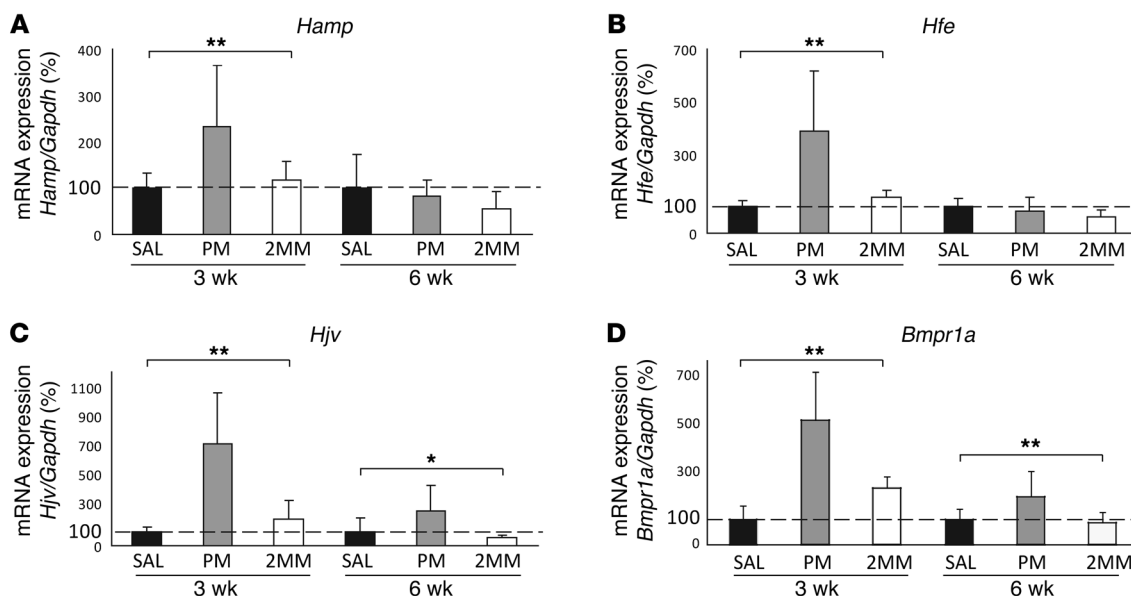 A
Hamp
mRNA expression
Hamp/Gapdh (%)
400
300
200
100
0
**
SAL PM 2MM SAL PM 2MM
3 wk 6 wk
B
Hfe
mRNA expression
Hfe/Gapdh (%)
700
500
300
100
0
**
SAL PM 2MM SAL PM 2MM
3 wk 6 wk
C
Hjv
mRNA expression
Hjv/Gapdh (%)
1100
900
700
500
300
100
0
**
*
SAL PM 2MM SAL PM 2MM
3 wk 6 wk
D
Bmpr1a
mRNA expression
Bmpr1a/Gapdh (%)
700
500
300
100
0
**
**
SAL PM 2MM SAL PM 2MM
3 wk 6 wk